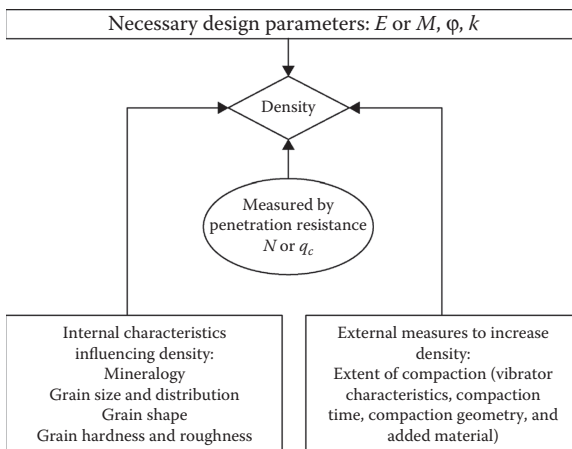 Necessary design parameters: E or M, φ, k
Density
Measured by
penetration resistance
N or q_c
Internal characteristics
influencing density:
Mineralogy
Grain size and distribution
Grain shape
Grain hardness and roughness
External measures to increase
density:
Extent of compaction (vibrator
characteristics, compaction
time, compaction geometry, and
added material)